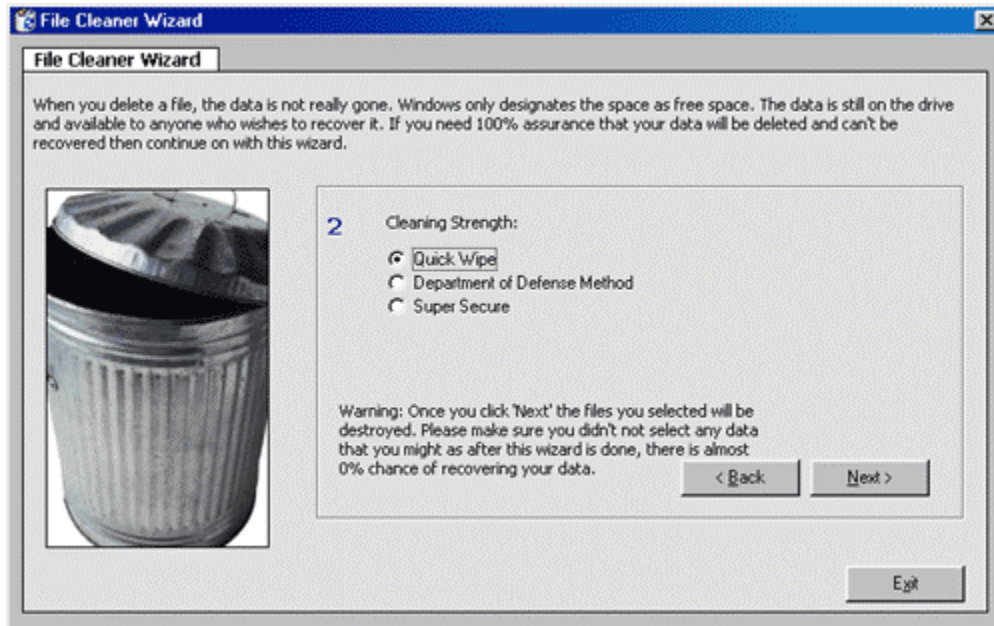 File Cleaner Wizard
File Cleaner Wizard
When you delete a file, the data is not really gone. Windows only designates the space as free space. The data is still on the drive
and available to anyone who wishes to recover it. If you need 100% assurance that your data will be deleted and can't be
recovered then continue on with this wizard.
2
Cleaning Strength:
Quick Wipe
Department of Defense Method
Super Secure
Warning: Once you click 'Next' the files you selected will be
destroyed. Please make sure you didn't not select any data
that you might as after this wizard is done, there is almost
0% chance of recovering your data.
< Back
Next >
Exit